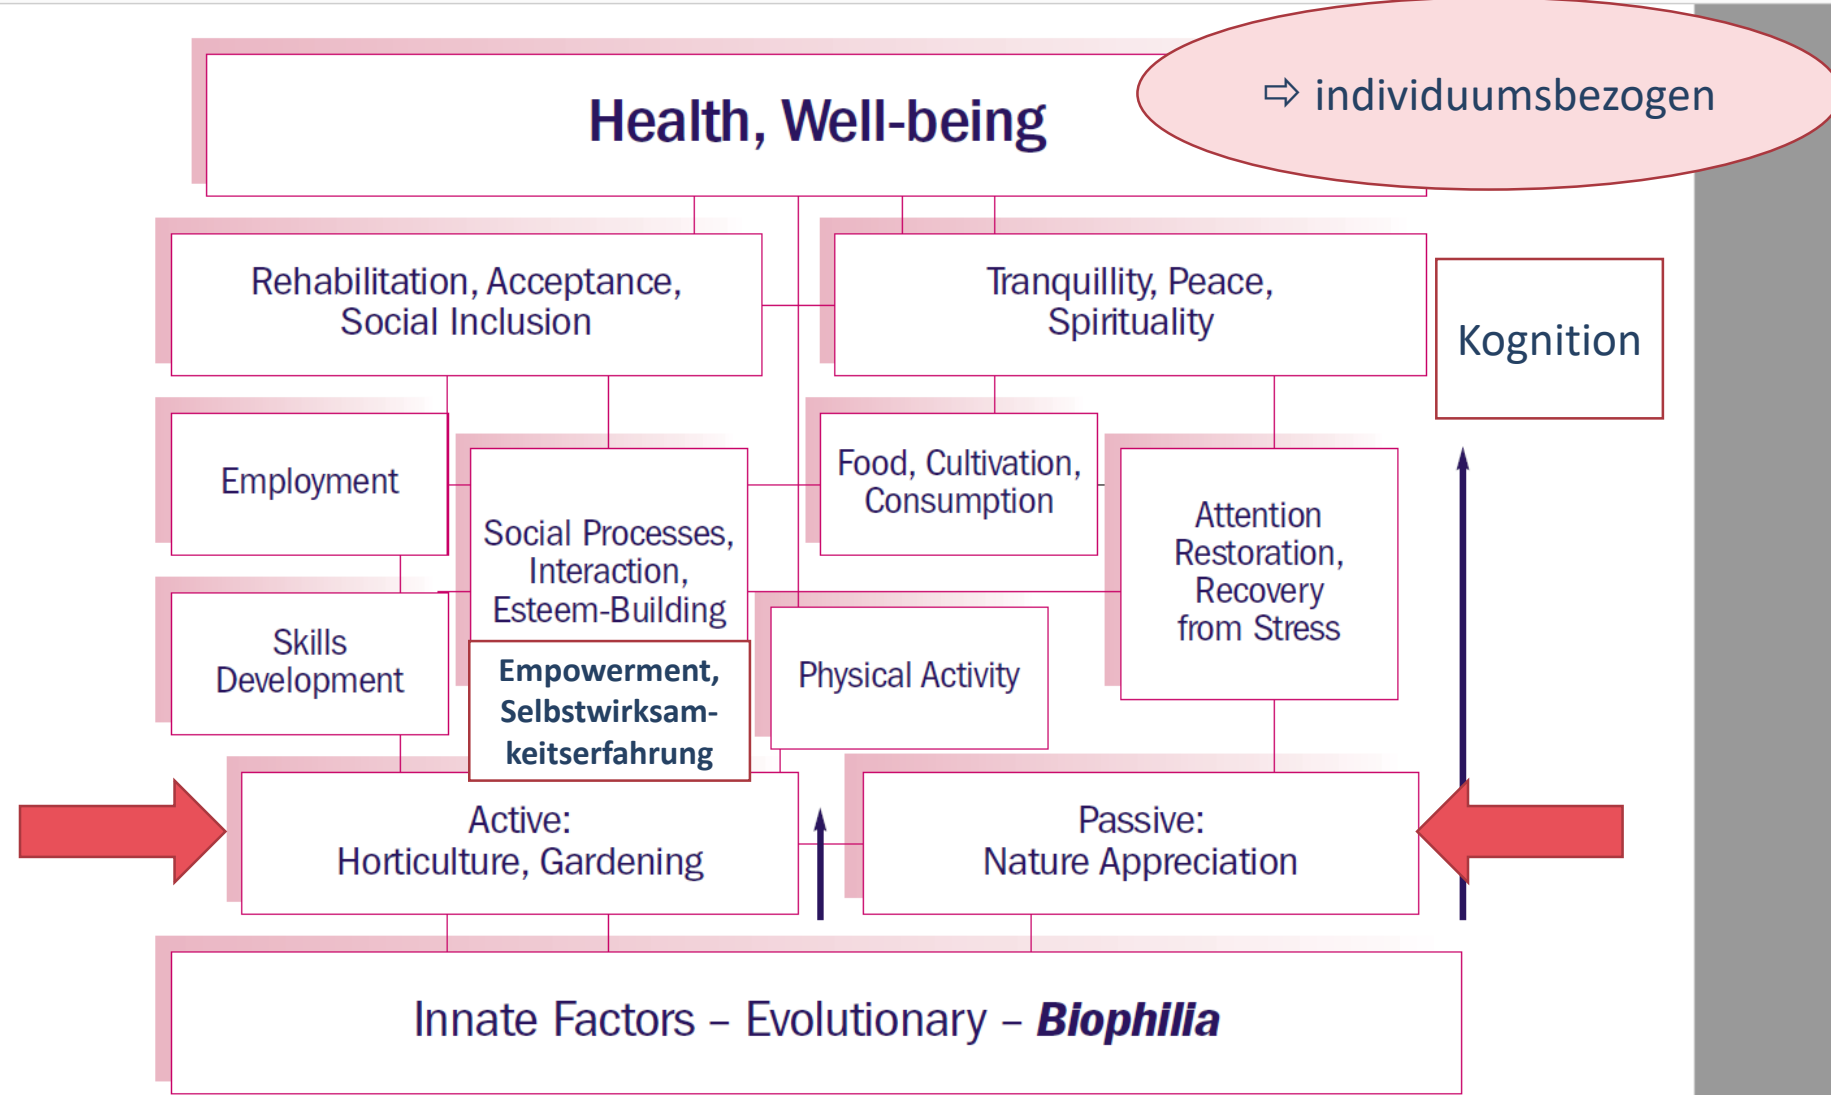 Health, Well-being
⇨ individuumsbezogen
Rehabilitation, Acceptance,
Social Inclusion
Tranquillity, Peace,
Spirituality
Kognition
Employment
Social Processes,
Interaction,
Esteem-Building
Food, Cultivation,
Consumption
Attention
Restoration,
Recovery
from Stress
Skills
Development
Empowerment,
Selbstwirksam-
keitserfahrung
Physical Activity
Active:
Horticulture, Gardening
Passive:
Nature Appreciation
Innate Factors – Evolutionary – Biophilia